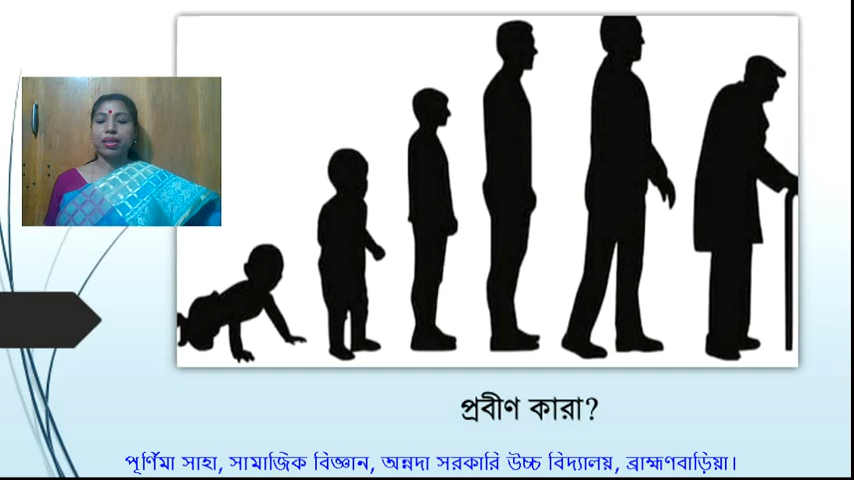 প্রবীণ কারা?
পূর্ণিমা সাহা, সামাজিক বিজ্ঞান, অন্নদা সরকারি উচ্চ বিদ্যালয়, ব্রাহ্মণবাড়িয়া।